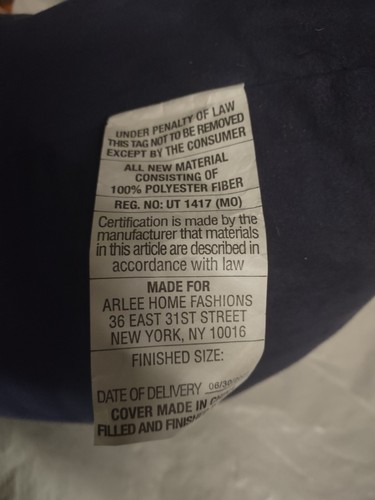 UNDER PENALTY OF LAW
THIS TAG NOT TO BE REMOVED
EXCEPT BY THE CONSUMER
ALL NEW MATERIAL
CONSISTING OF
100% POLYESTER FIBER
REG. NO: UT 1417 (MO)
Certification is made by the
manufacturer that materials
in this article are described in
accordance with law
MADE FOR
ARLEE HOME FASHIONS
36 EAST 31ST STREET
NEW YORK, NY 10016
FINISHED SIZE:
DATE OF DELIVERY 06/30
COVER MADE IN
FILLED AND